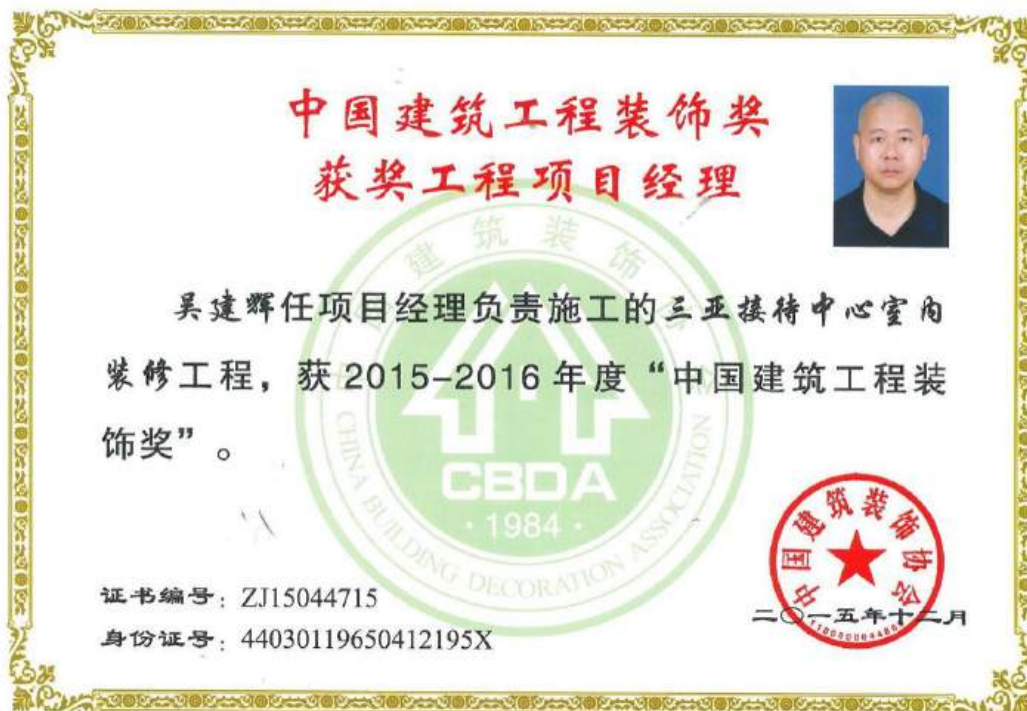 中国建筑工程装饰奖
获奖工程项目经理
吴建辉任项目经理负责施工的三亚接待中心室内
装修工程，获2015-2016年度“中国建筑工程装
饰奖”。
中国建筑装饰协会
CHINA BUILDING DECORATION ASSOCIATION
CBDA
·1984·
证书编号：ZJ15044715
身份证号：44030119650412195X
中国建筑装饰协会
二〇一五年十二月